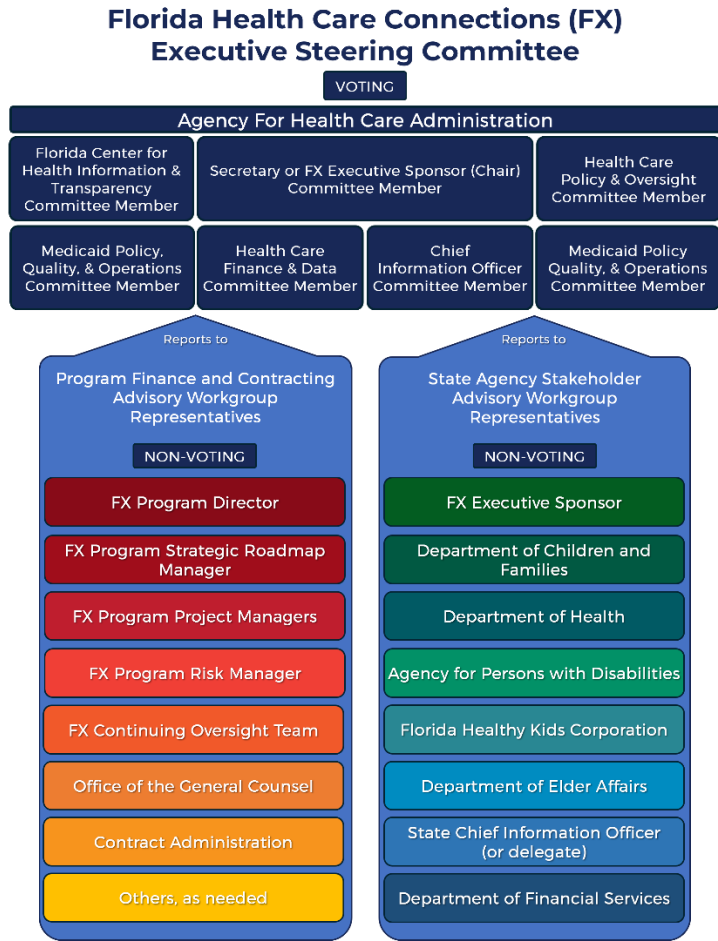 Florida Health Care Connections (FX)
Executive Steering Committee
VOTING
Agency For Health Care Administration
Florida Center for
Health Information &
Transparency
Committee Member
Secretary or FX Executive Sponsor (Chair)
Committee Member
Health Care
Policy & Oversight
Committee Member
Medicaid Policy,
Quality, & Operations
Committee Member
Health Care
Finance & Data
Committee Member
Chief
Information Officer
Committee Member
Medicaid Policy
Quality, & Operations
Committee Member
Reports to
Program Finance and Contracting
Advisory Workgroup
Representatives
NON-VOTING
FX Program Director
FX Program Strategic Roadmap
Manager
FX Program Project Managers
FX Program Risk Manager
FX Continuing Oversight Team
Office of the General Counsel
Contract Administration
Others, as needed
Reports to
State Agency Stakeholder
Advisory Workgroup
Representatives
NON-VOTING
FX Executive Sponsor
Department of Children and
Families
Department of Health
Agency for Persons with Disabilities
Florida Healthy Kids Corporation
Department of Elder Affairs
State Chief Information Officer
(or delegate)
Department of Financial Services